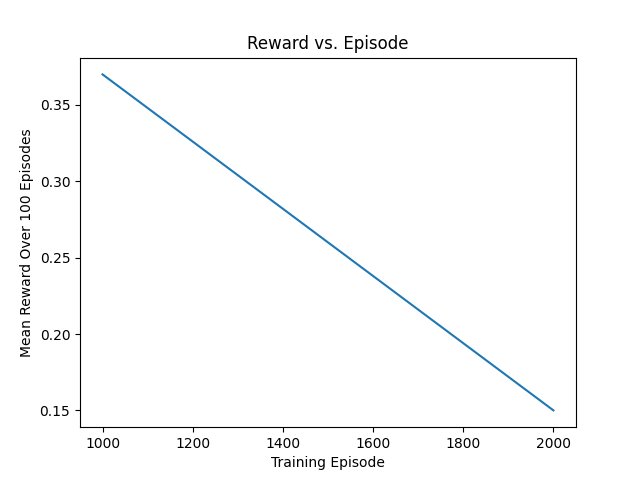 Reward vs. Episode
Mean Reward Over 100 Episodes
0.35
0.30
0.25
0.20
0.15
1000 1200 1400 1600 1800 2000
Training Episode